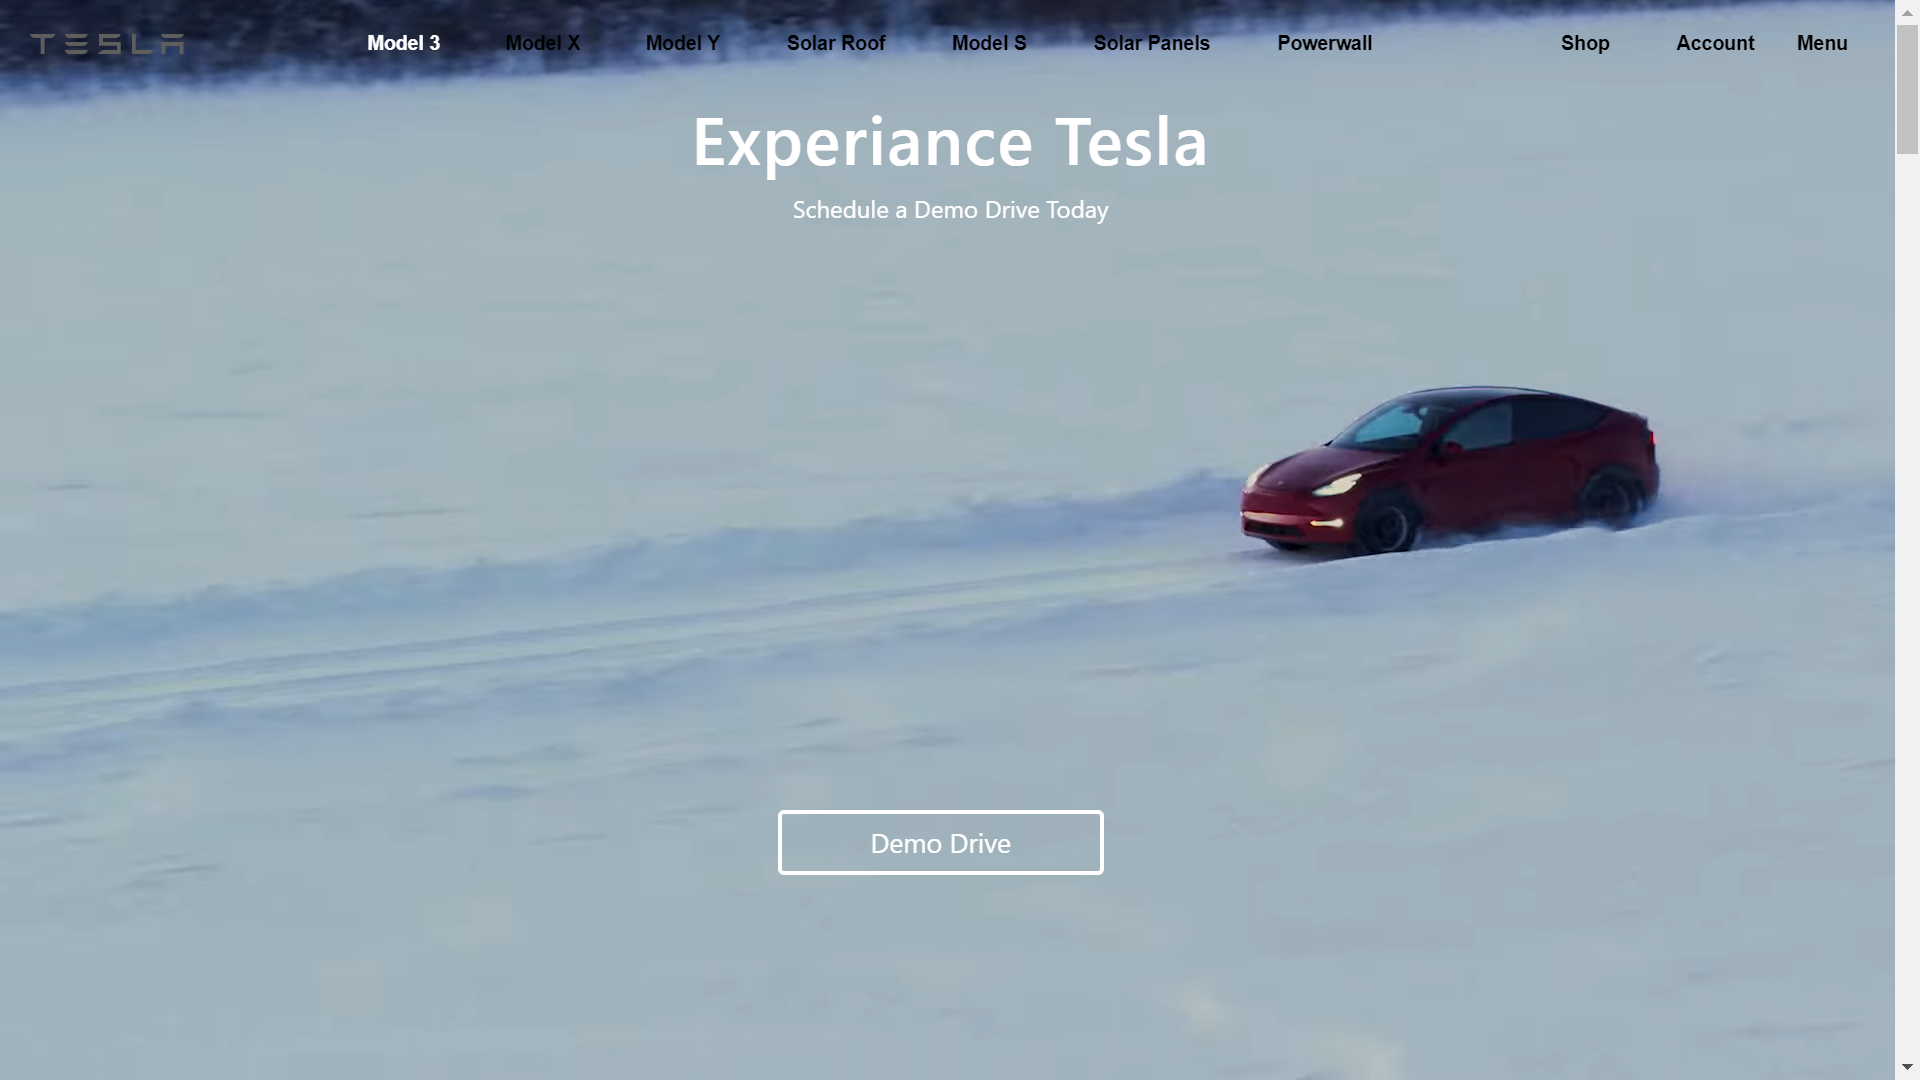 TESLA
Model 3 Model X Model Y Solar Roof Model S Solar Panels Powerwall Shop Account Menu
Experiance Tesla
Schedule a Demo Drive Today
Demo Drive